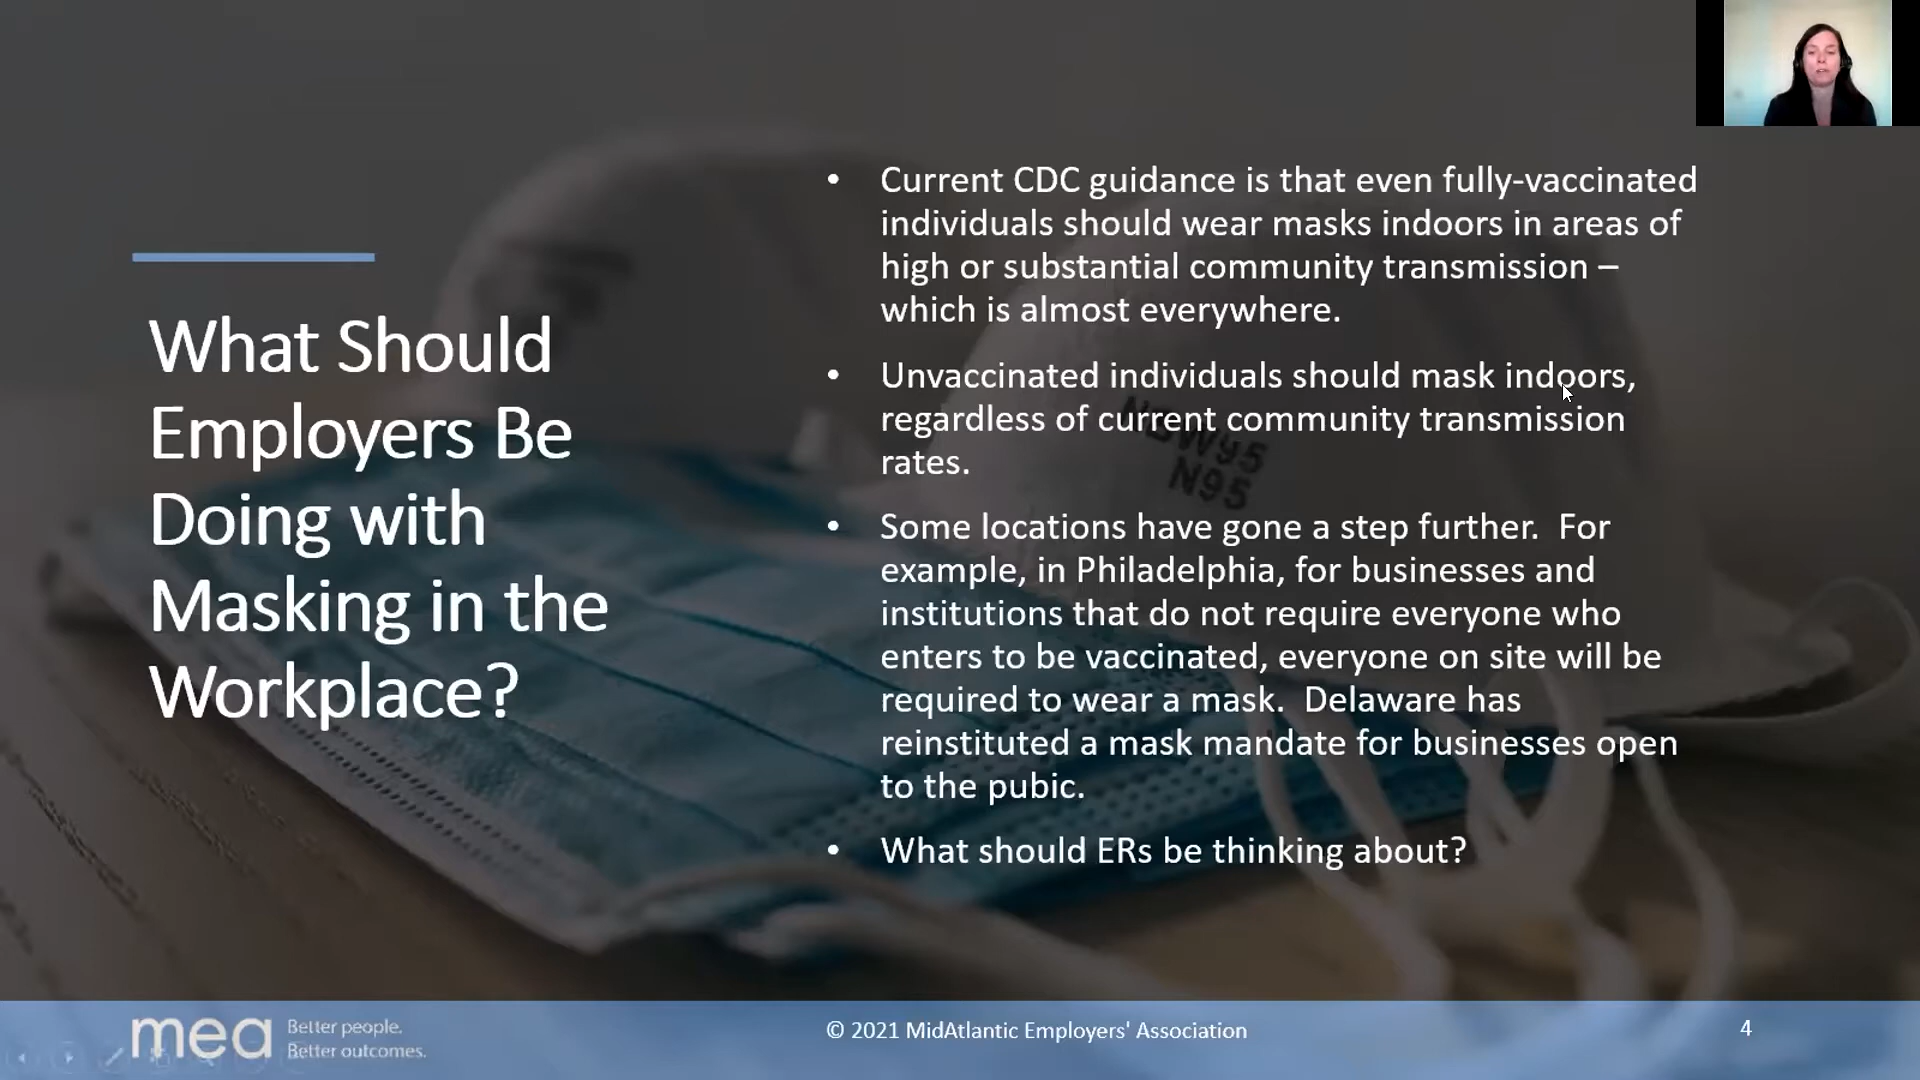 What Should
Employers Be
Doing with
Masking in the
Workplace?
• Current CDC guidance is that even fully-vaccinated
individuals should wear masks indoors in areas of
high or substantial community transmission –
which is almost everywhere.
• Unvaccinated individuals should mask indoors,
regardless of current community transmission
rates.
• Some locations have gone a step further.  For
example, in Philadelphia, for businesses and
institutions that do not require everyone who
enters to be vaccinated, everyone on site will be
required to wear a mask.  Delaware has
reinstituted a mask mandate for businesses open
to the pubic.
• What should ERs be thinking about?
N95
mea
Better people.
Better outcomes.
© 2021 MidAtlantic Employers' Association
4